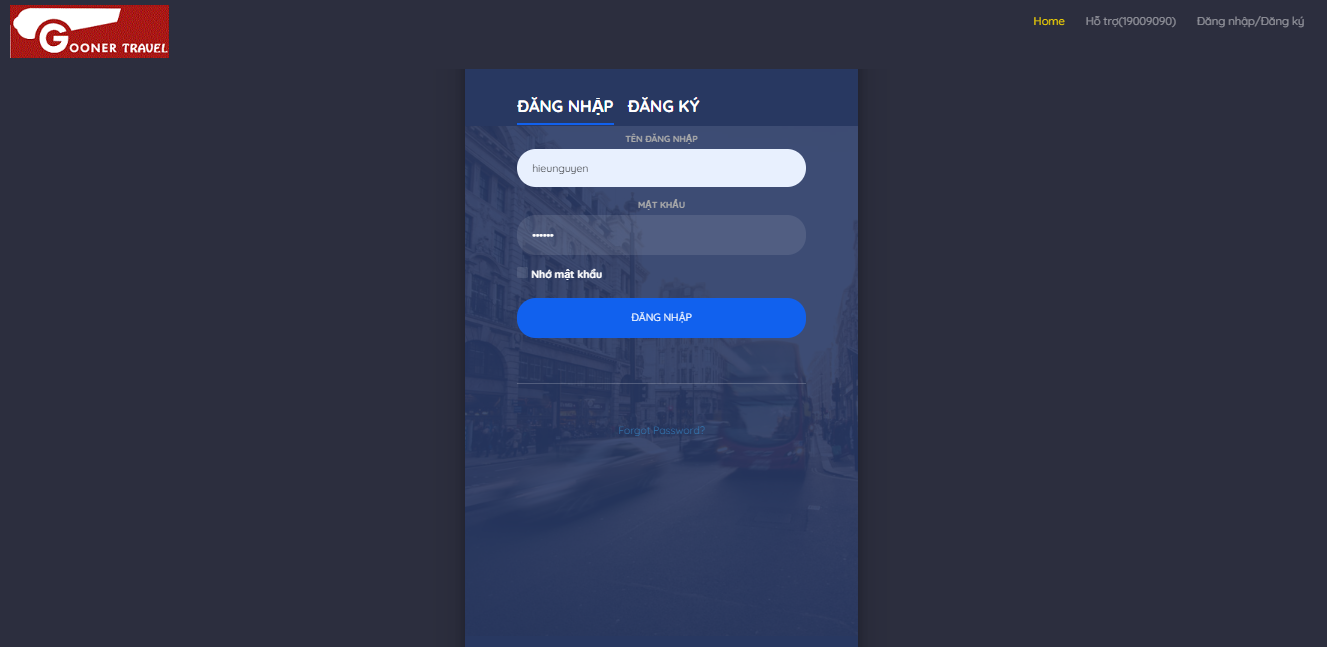 GOONER TRAVEL
Home Hỗ trợ(19009090) Đăng nhập/Đăng ký
ĐĂNG NHẬP ĐĂNG KÝ
TÊN ĐĂNG NHẬP
hieunguyen
MẬT KHẨU
••••••
Nhớ mật khẩu
ĐĂNG NHẬP
Forgot Password?